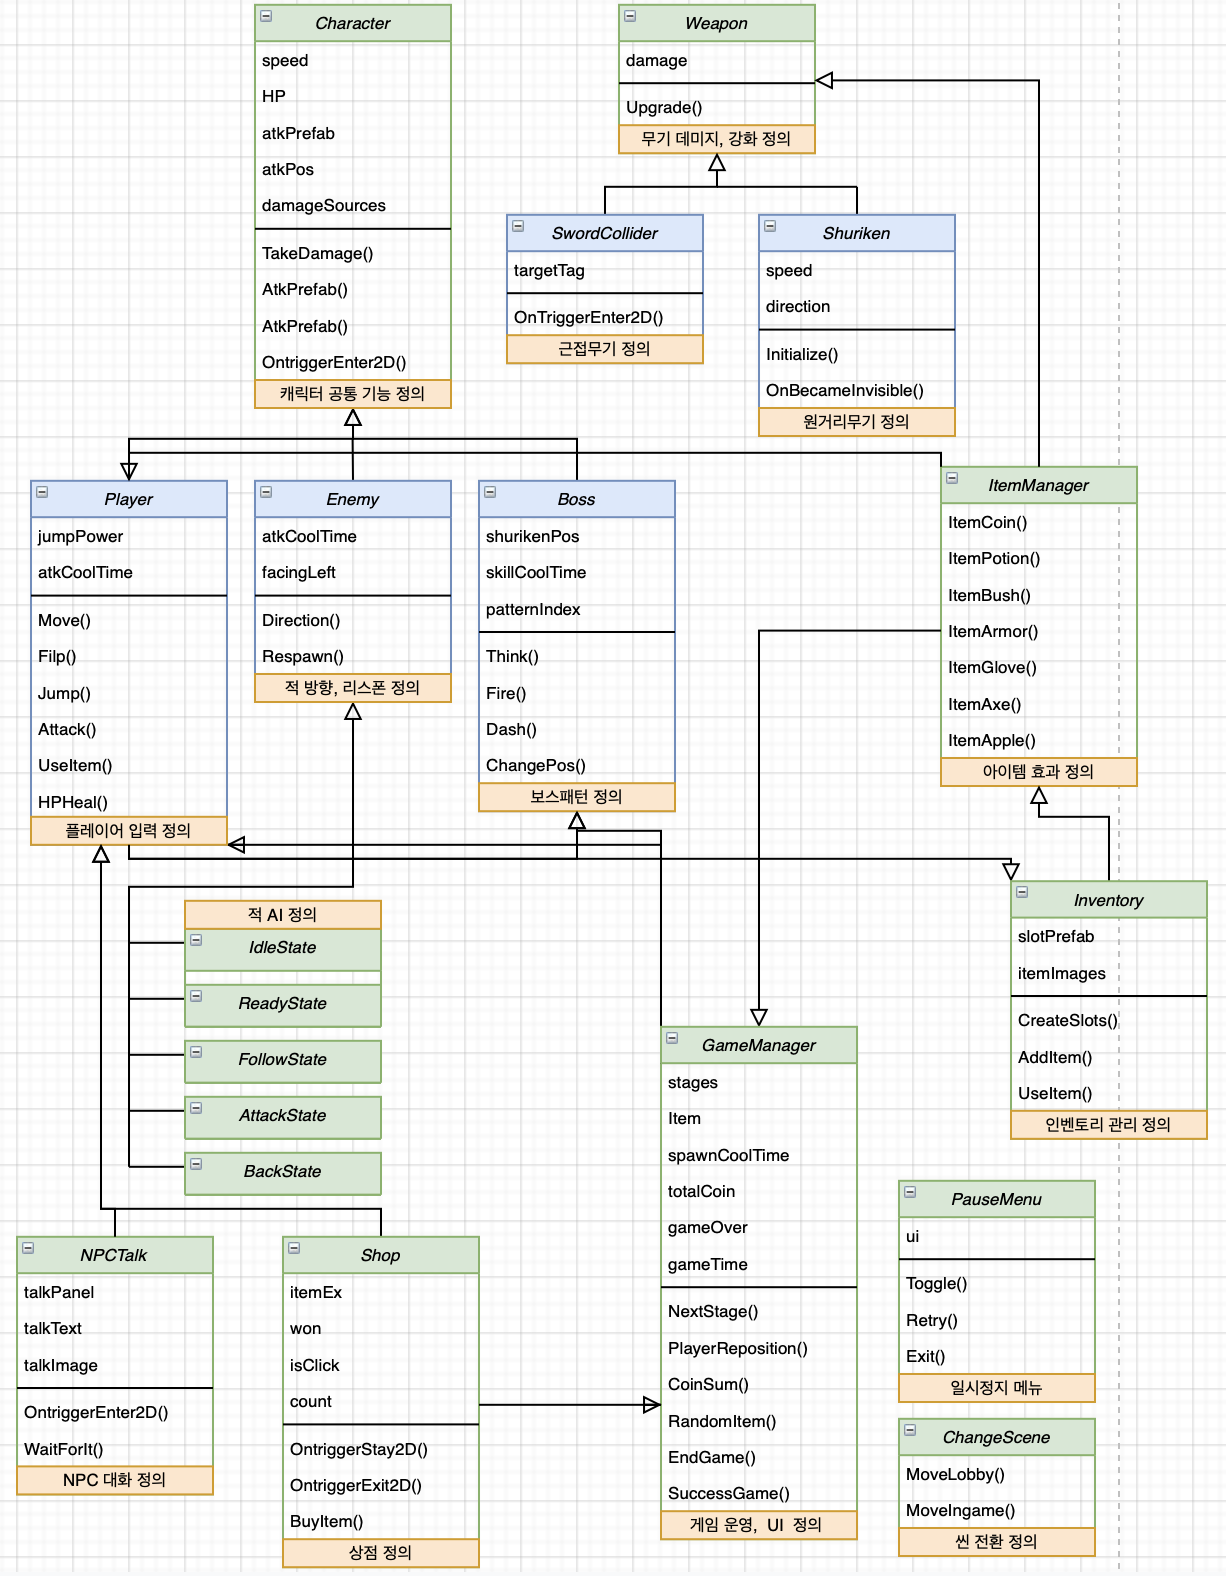 Character
speed
HP
atkPrefab
atkPos
damageSources
TakeDamage()
AtkPrefab()
AtkPrefab()
OntriggerEnter2D()
캐릭터 공통 기능 정의
Weapon
damage
Upgrade()
무기 데미지, 강화 정의
SwordCollider
targetTag
OnTriggerEnter2D()
근접무기 정의
Shuriken
speed
direction
Initialize()
OnBecameInvisible()
원거리무기 정의
Player
jumpPower
atkCoolTime
Move()
Filp()
Jump()
Attack()
UseItem()
HPHeal()
플레이어 입력 정의
Enemy
atkCoolTime
facingLeft
Direction()
Respawn()
적 방향, 리스폰 정의
Boss
shurikenPos
skillCoolTime
patternIndex
Think()
Fire()
Dash()
ChangePos()
보스패턴 정의
ItemManager
ItemCoin()
ItemPotion()
ItemBush()
ItemArmor()
ItemGlove()
ItemAxe()
ItemApple()
아이템 효과 정의
적 AI 정의
IdleState
ReadyState
FollowState
AttackState
BackState
Inventory
slotPrefab
itemImages
CreateSlots()
AddItem()
UseItem()
인벤토리 관리 정의
GameManager
stages
Item
spawnCoolTime
totalCoin
gameOver
gameTime
NextStage()
PlayerReposition()
CoinSum()
RandomItem()
EndGame()
SuccessGame()
게임 운영, UI 정의
NPCTalk
talkPanel
talkText
talkImage
OntriggerEnter2D()
WaitForIt()
NPC 대화 정의
Shop
itemEx
won
isClick
count
OntriggerStay2D()
OntriggerExit2D()
BuyItem()
상점 정의
PauseMenu
ui
Toggle()
Retry()
Exit()
일시정지 메뉴
ChangeScene
MoveLobby()
MoveIngame()
씬 전환 정의